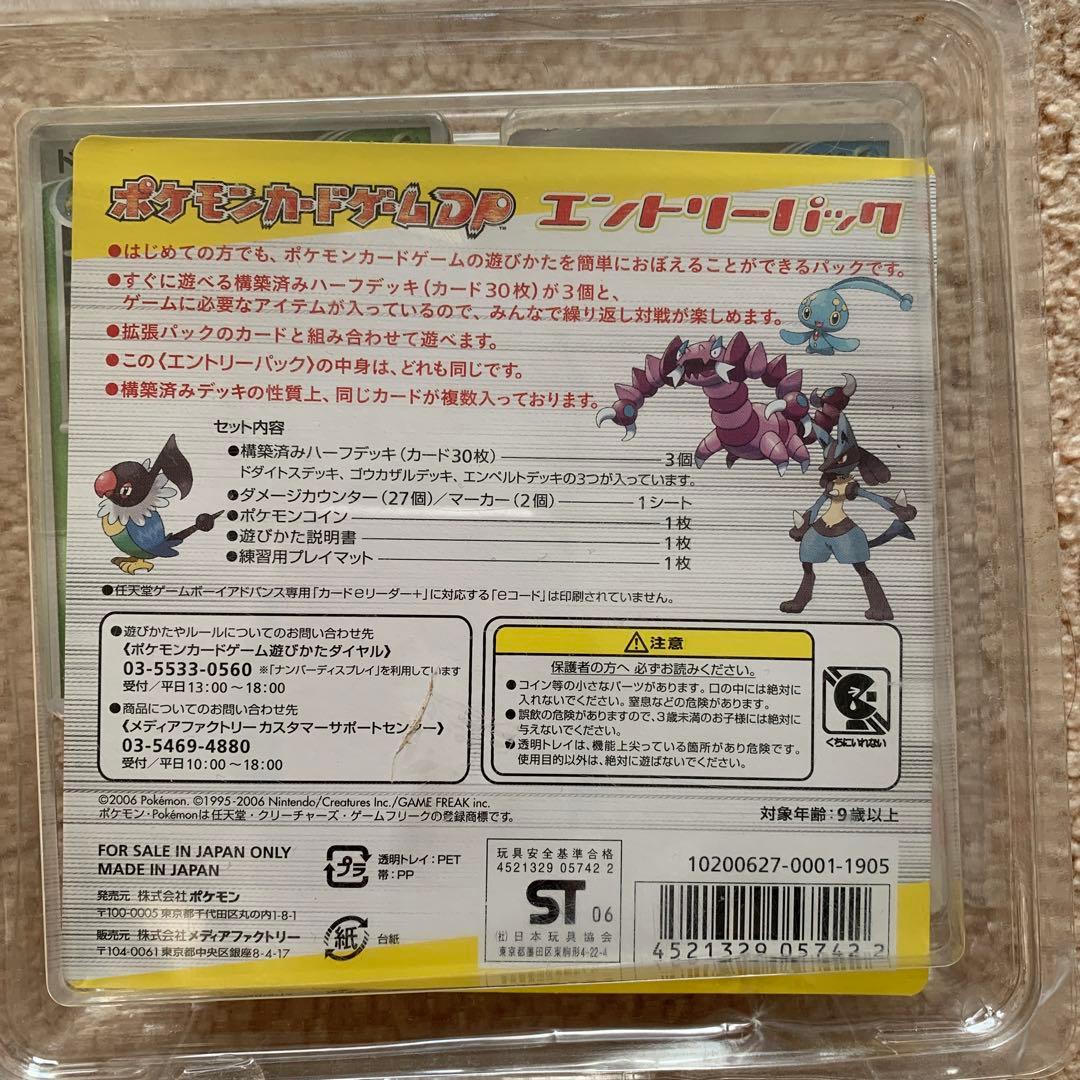 ポケモンカードゲームDP™ エントリーパック
●はじめての方でも、ポケモンカードゲームの遊びかたを簡単におぼえることができるパックです。
●すぐに遊べる構築済みハーフデッキ(カード30枚)が3個と、
ゲームに必要なアイテムが入っているので、みんなで繰り返し対戦が楽しめます。
●拡張パックのカードと組み合わせて遊べます。
●この〈エントリーパック〉の中身は、どれも同じです。
●構築済みデッキの性質上、同じカードが複数入っております。
セット内容
●構築済みハーフデッキ(カード30枚) 3個
ドダイトスデッキ、ゴウカザルデッキ、エンペルトデッキの3つが入っています。
●ダメージカウンター(27個)/マーカー(2個) 1シート
●ポケモンコイン 1枚
●遊びかた説明書 1枚
●練習用プレイマット 1枚
●任天堂ゲームボーイアドバンス専用「カードeリーダー+」に対応する「eコード」は印刷されていません。
●遊びかたやルールについてのお問い合わせ先
《ポケモンカードゲーム遊びかたダイヤル》
03-5533-0560 ※「ナンバーディスプレイ」を利用しています
受付/平日13:00~18:00
●商品についてのお問い合わせ先
《メディアファクトリー カスタマーサポートセンター》
03-5469-4880
受付/平日10:00~18:00
注意
保護者の方へ 必ずお読みください。
●コイン等の小さなパーツがあります。口の中には絶対に
入れないでください。窒息などの危険があります。
●誤飲の危険がありますので、3歳未満のお子様には絶対に
与えないでください。
●透明トレイは、機能上尖っている箇所があり危険です。
使用目的以外は、絶対に遊ばないでください。
くちにいれない
©2006 Pokémon. ©1995-2006 Nintendo/Creatures Inc./GAME FREAK inc.
ポケモン・Pokémonは任天堂・クリーチャーズ・ゲームフリークの登録商標です。
対象年齢:9歳以上
FOR SALE IN JAPAN ONLY
MADE IN JAPAN
発売元 株式会社 ポケモン
〒100-0005 東京都千代田区丸の内1-8-1
販売元 株式会社メディアファクトリー
〒104-0061 東京都中央区銀座8-4-17
プラ
透明トレイ:PET
帯:PP
紙
台紙
玩具安全基準合格
4521329 05742 2
ST 06
(社)日本玩具協会
東京都墨田区東駒形4-22-4
10200627-0001-1905
4521329057422